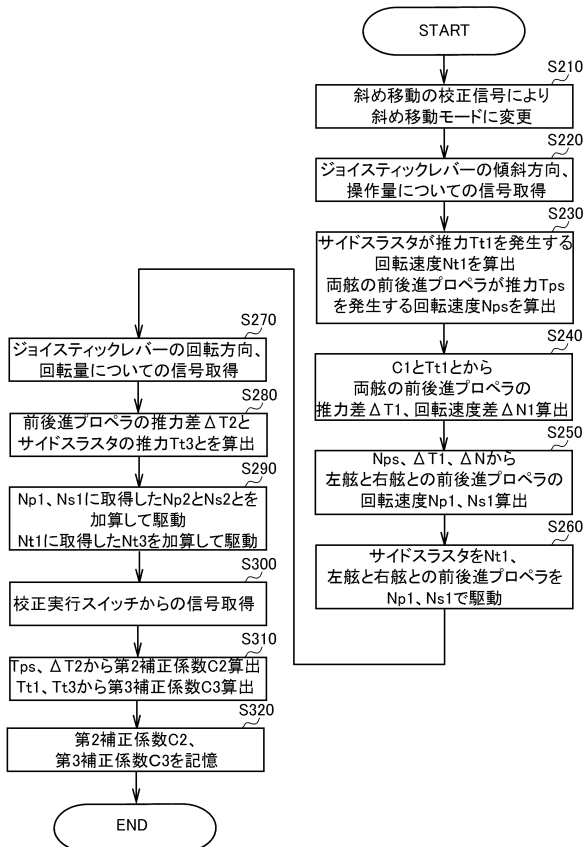 START
S210
斜め移動の校正信号により
斜め移動モードに変更
S220
ジョイスティックレバーの傾斜方向、
操作量についての信号取得
S230
サイドスラスタが推力Tt1を発生する
回転速度Nt1を算出
両舷の前後進プロペラが推力Tps
を発生する回転速度Npsを算出
S240
C1とTt1とから
両舷の前後進プロペラの
推力差ΔT1、回転速度差ΔN1算出
S250
Nps、ΔT1、ΔNから
左舷と右舷との前後進プロペラの
回転速度Np1、Ns1算出
S260
サイドスラスタをNt1、
左舷と右舷との前後進プロペラを
Np1、Ns1で駆動
S270
ジョイスティックレバーの回転方向、
回転量についての信号取得
S280
前後進プロペラの推力差ΔT2と
サイドスラスタの推力Tt3とを算出
S290
Np1、Ns1に取得したNp2とNs2とを
加算して駆動
Nt1に取得したNt3を加算して駆動
S300
校正実行スイッチからの信号取得
S310
Tps、ΔT2から第2補正係数C2算出
Tt1、Tt3から第3補正係数C3算出
S320
第2補正係数C2、
第3補正係数C3を記憶
END